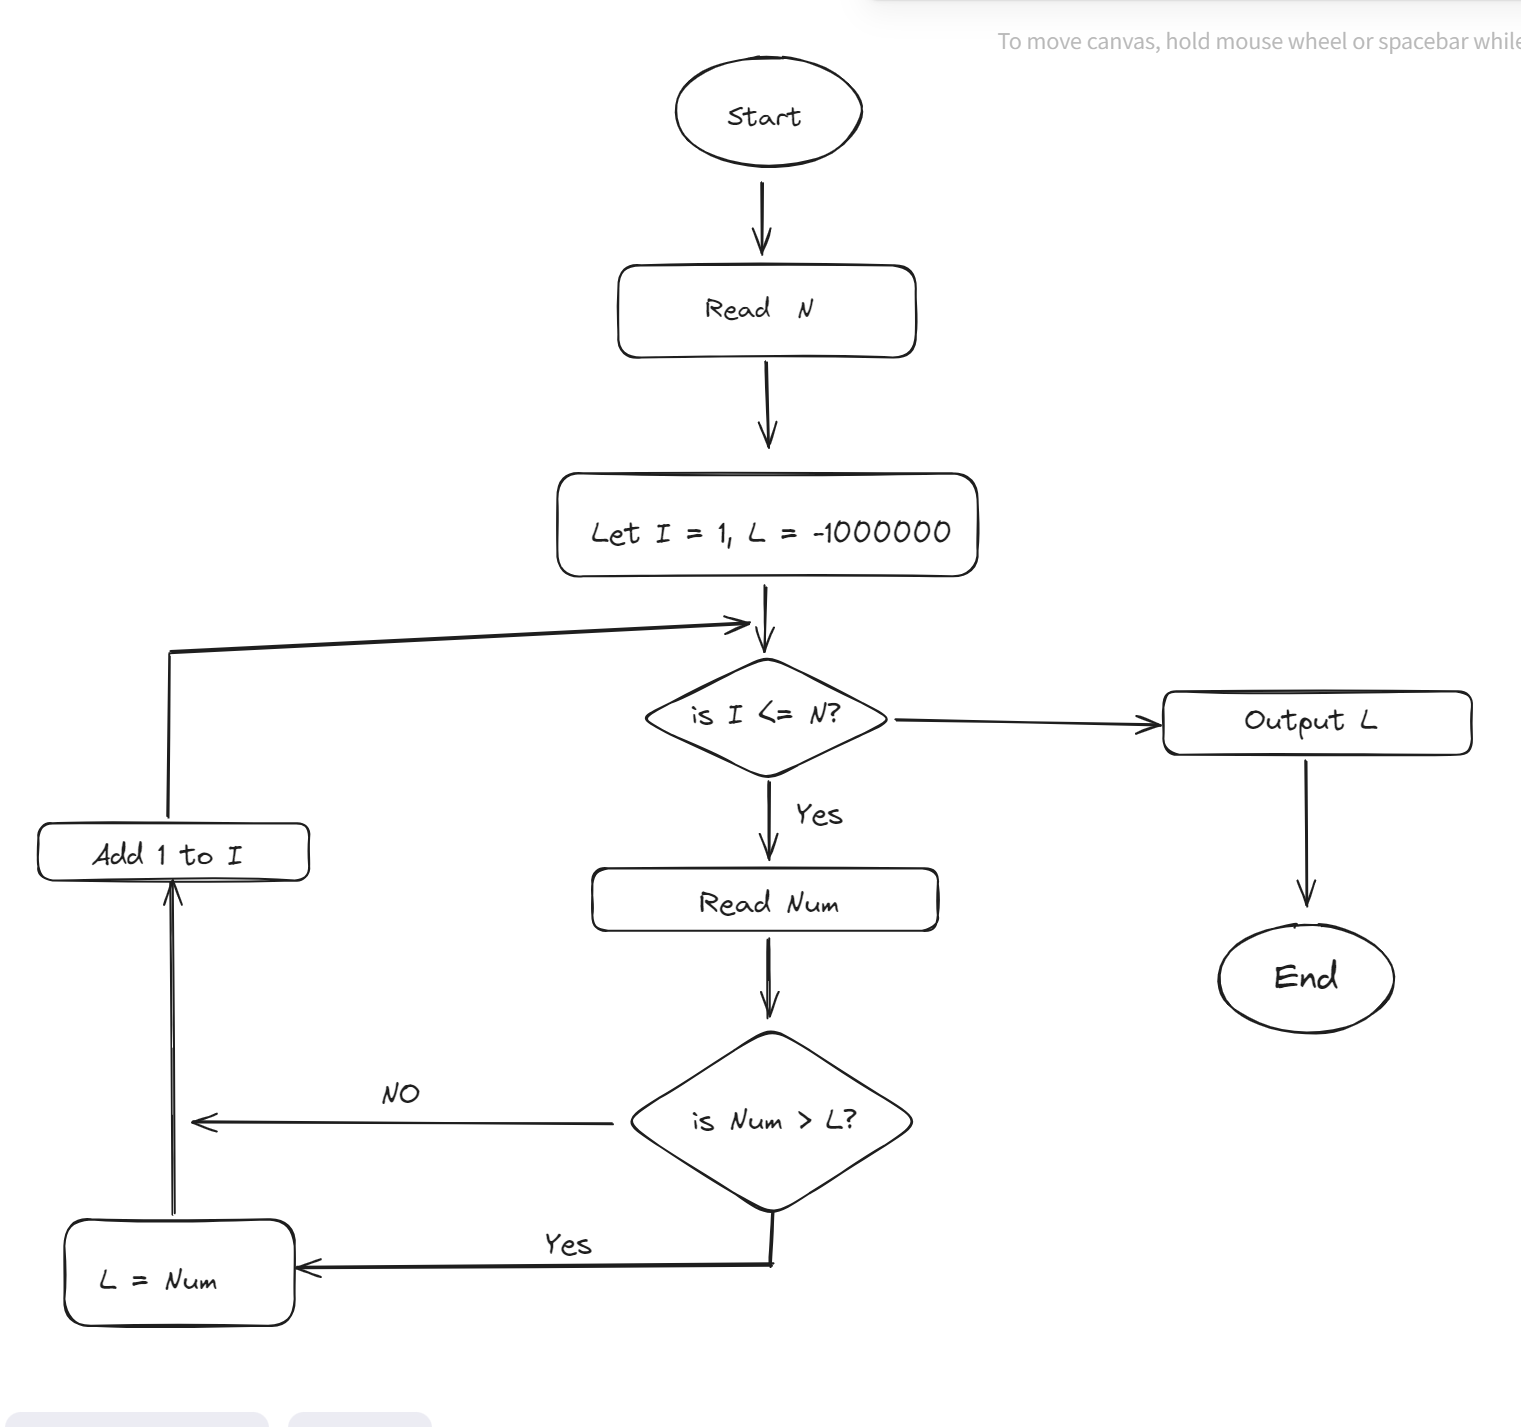 To move canvas, hold mouse wheel or spacebar while
Start
Read N
Let I = 1, L = -1000000
is I <= N?
Output L
Yes
Add 1 to I
Read Num
End
NO
is Num > L?
Yes
L = Num